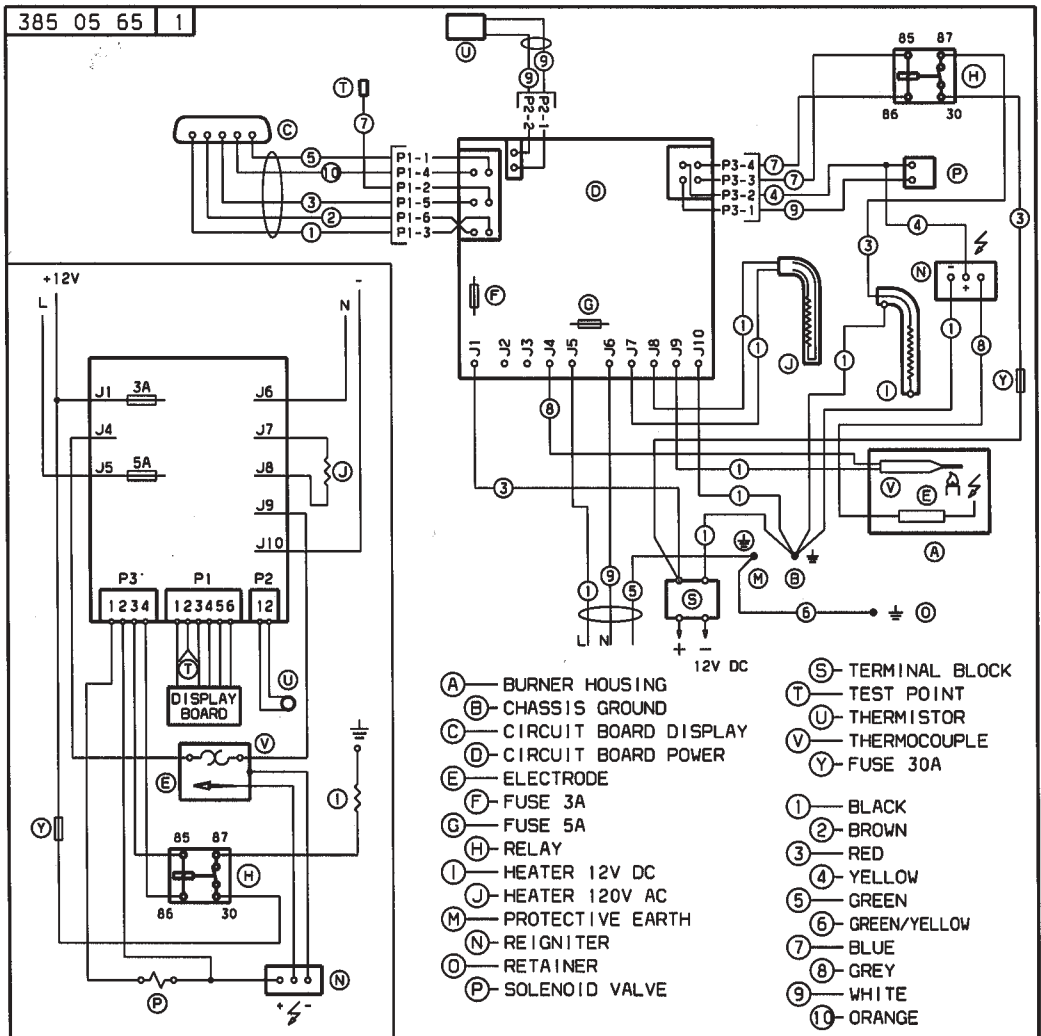 385 05 65 1
U
T
C
7
9 9
P2-2 P2-1
85 87
H
86 30
5 P1-1
10 P1-4
P1-2
3 P1-5
2 P1-6
1 P1-3
D
P3-4 7
P3-3 7
P3-2 4
P3-1 9
P
3
3
4
N
- +
F
G
J1 J2 J3 J4 J5 J6 J7 J8 J9 J10
1 1
J
I
1
1
8
Y
8
3
1
1
V
E
A
1
M
B
1
9
5
S
6
O
L N
+ -
12V DC
+12V -
L N
J1 3A J6
J4 J7
J5 5A J8
J
J9
J10
P3 P1 P2
1234 123456 12
T
DISPLAY
BOARD
U
V
E
I
Y
85 87
H
86 30
P
N
+ -
A BURNER HOUSING
B CHASSIS GROUND
C CIRCUIT BOARD DISPLAY
D CIRCUIT BOARD POWER
E ELECTRODE
F FUSE 3A
G FUSE 5A
H RELAY
I HEATER 12V DC
J HEATER 120V AC
M PROTECTIVE EARTH
N REIGNITER
O RETAINER
P SOLENOID VALVE
S TERMINAL BLOCK
T TEST POINT
U THERMISTOR
V THERMOCOUPLE
Y FUSE 30A
1 BLACK
2 BROWN
3 RED
4 YELLOW
5 GREEN
6 GREEN/YELLOW
7 BLUE
8 GREY
9 WHITE
10 ORANGE